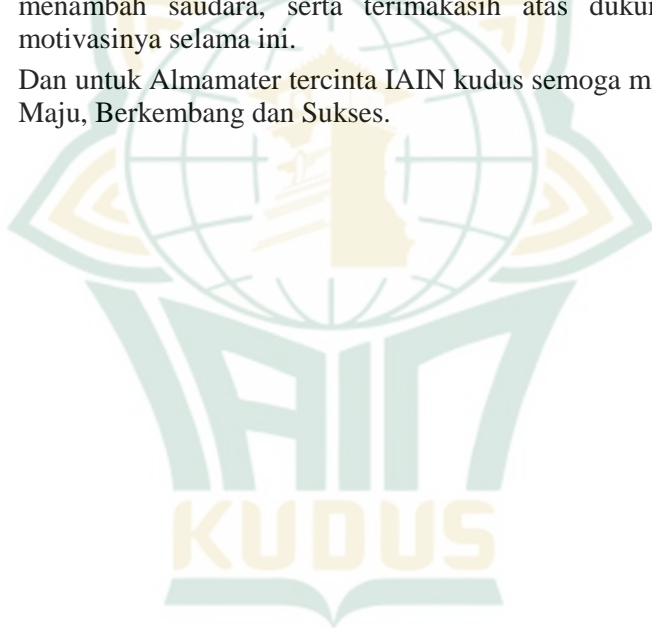 menambah saudara, serta terimakasih atas
motivasinya selama ini.
Dan untuk Almamater tercinta IAIN kudus semoga
Maju, Berkembang dan Sukses.
IAIN
KUDUS